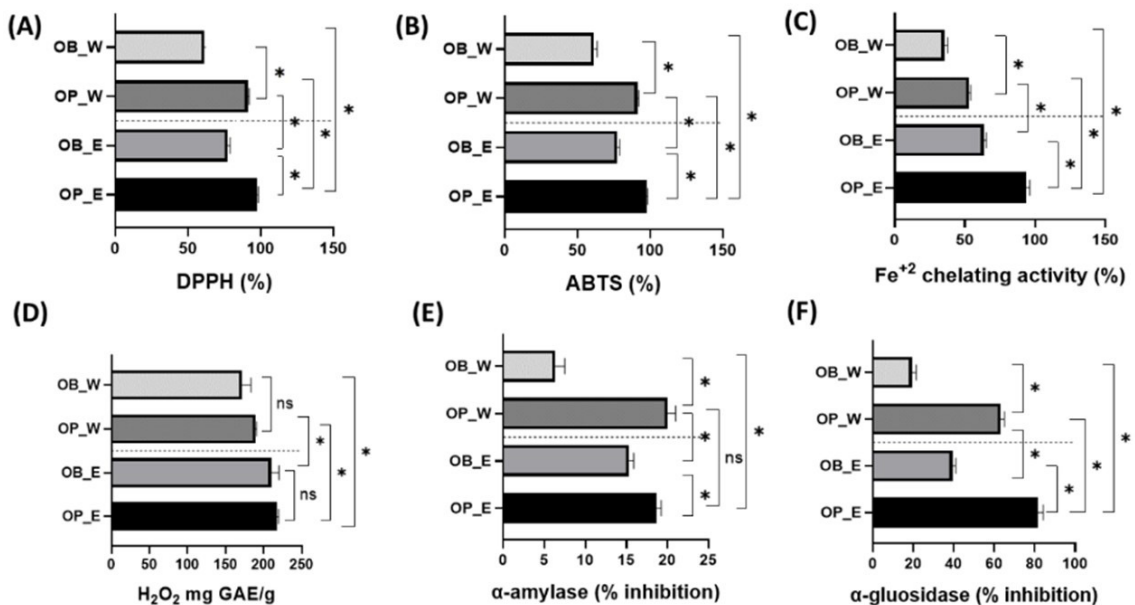 (A)
OB_W
OP_W
OB_E
OP_E
*
*
*
*
*
0 50 100 150
DPPH (%)
(B)
OB_W
OP_W
OB_E
OP_E
*
*
*
*
*
0 50 100 150
ABTS (%)
(C)
OB_W
OP_W
OB_E
OP_E
*
*
*
*
*
0 50 100 150
Fe+2 chelating activity (%)
(D)
OB_W
OP_W
OB_E
OP_E
ns
*
ns
*
*
0 50 100 150 200 250
H2O2 mg GAE/g
(E)
OB_W
OP_W
OB_E
OP_E
*
*
*
ns
*
0 5 10 15 20 25
α-amylase (% inhibition)
(F)
OB_W
OP_W
OB_E
OP_E
*
*
*
*
*
0 20 40 60 80 100
α-gluosidase (% inhibition)